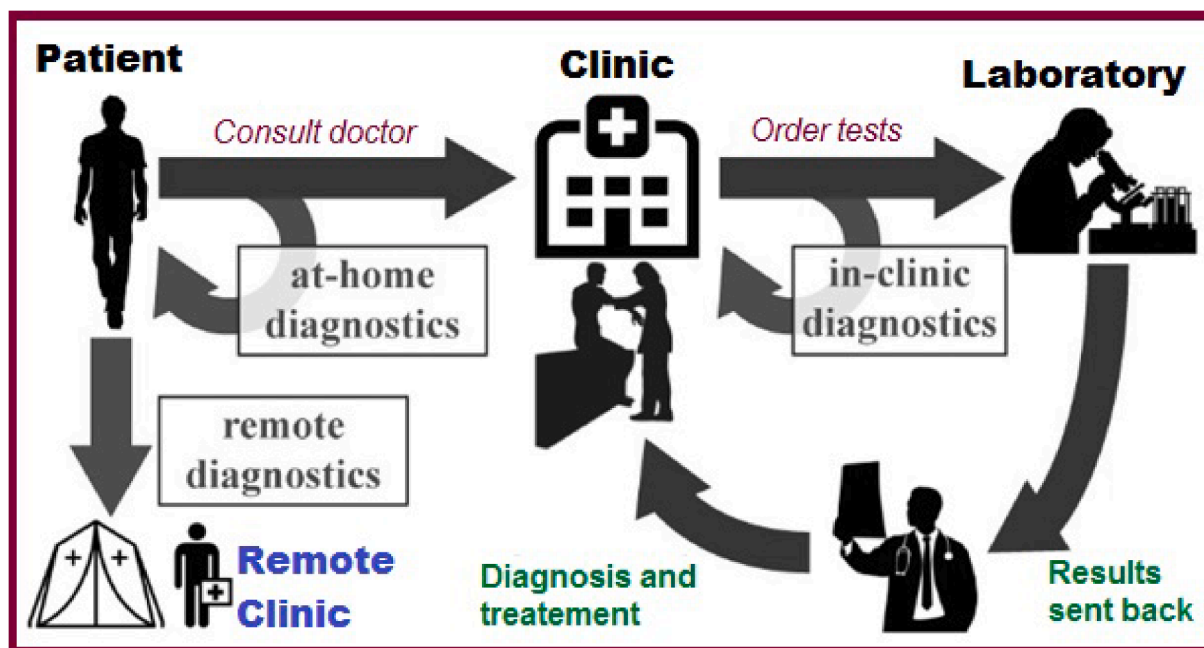 Patient
Clinic
Laboratory
Consult doctor
Order tests
at-home
diagnostics
in-clinic
diagnostics
remote
diagnostics
Remote
Clinic
Diagnosis and
treatement
Results
sent back